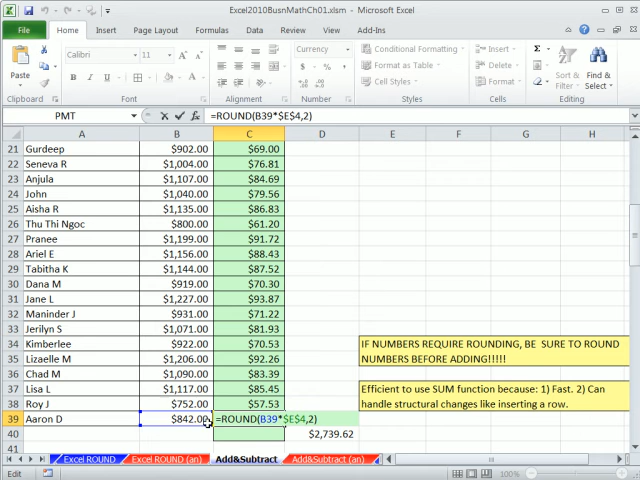 Excel2010BusnMathCh01.xlsm - Microsoft Excel
File Home Insert Page Layout Formulas Data Review View Add-Ins
Paste
Clipboard
Calibri 11
B I U
Font
Alignment
Currency
$ % ,
Number
Conditional Formatting
Format as Table
Cell Styles
Styles
Insert
Delete
Format
Cells
Sort & Filter
Find & Select
Editing
PMT =ROUND(B39*$E$4,2)
A B C D E F G H
21 Gurdeep $902.00 $69.00
22 Seneva R $1,004.00 $76.81
23 Anjula $1,107.00 $84.69
24 John $1,040.00 $79.56
25 Aisha R $1,135.00 $86.83
26 Thu Thi Ngoc $800.00 $61.20
27 Pranee $1,199.00 $91.72
28 Ariel E $1,156.00 $88.43
29 Tabitha K $1,144.00 $87.52
30 Dana M $919.00 $70.30
31 Jane L $1,227.00 $93.87
32 Maninder J $931.00 $71.22
33 Jerilyn S $1,071.00 $81.93
34 Kimberlee $922.00 $70.53 IF NUMBERS REQUIRE ROUNDING, BE SURE TO ROUND
35 Lizaelle M $1,206.00 $92.26 NUMBERS BEFORE ADDING!!!!!
36 Chad M $1,090.00 $83.39
37 Lisa L $1,117.00 $85.45 Efficient to use SUM function because: 1) Fast. 2) Can
38 Roy J $752.00 $57.53 handle structural changes like inserting a row.
39 Aaron D $842.00 =ROUND(B39*$E$4,2)
40 $2,739.62
41
Excel ROUND Excel ROUND (an) Add&Subtract Add&Subtract (an)
Edit 100%